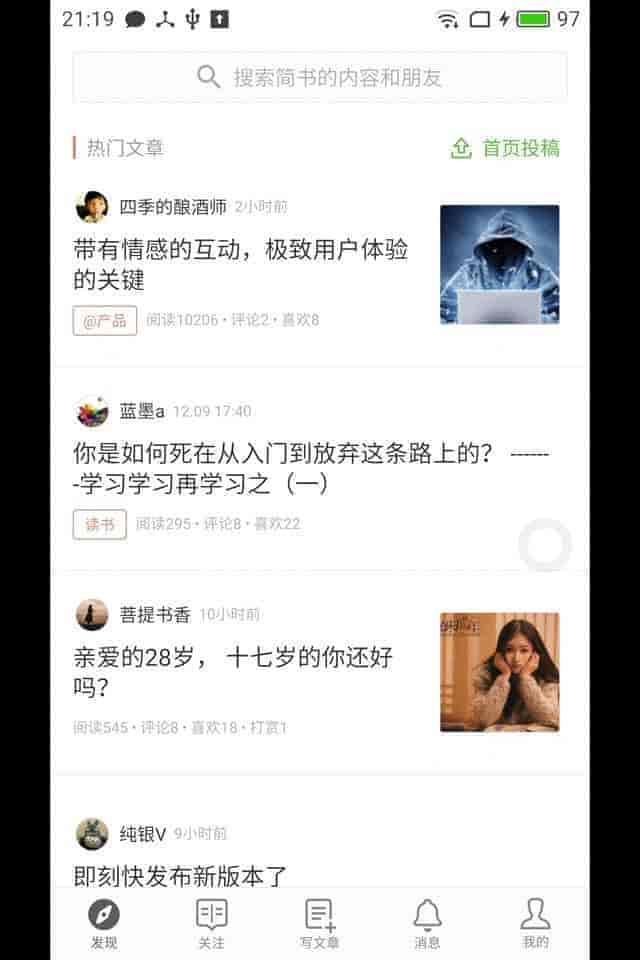 21:19 97
搜索简书的内容和朋友
热门文章 首页投稿
四季的酿酒师 2小时前
带有情感的互动，极致用户体验
的关键
@产品 阅读10206 • 评论2 • 喜欢8
蓝墨a 12.09 17:40
你是如何死在从入门到放弃这条路上的？ ------
-学习学习再学习之（一）
读书 阅读295 • 评论8 • 喜欢22
菩提书香 10小时前
亲爱的28岁， 十七岁的你还好
吗？
阅读545 • 评论8 • 喜欢18 • 打赏1
纯银V 9小时前
即刻快发布新版本了
发现 关注 写文章 消息 我的